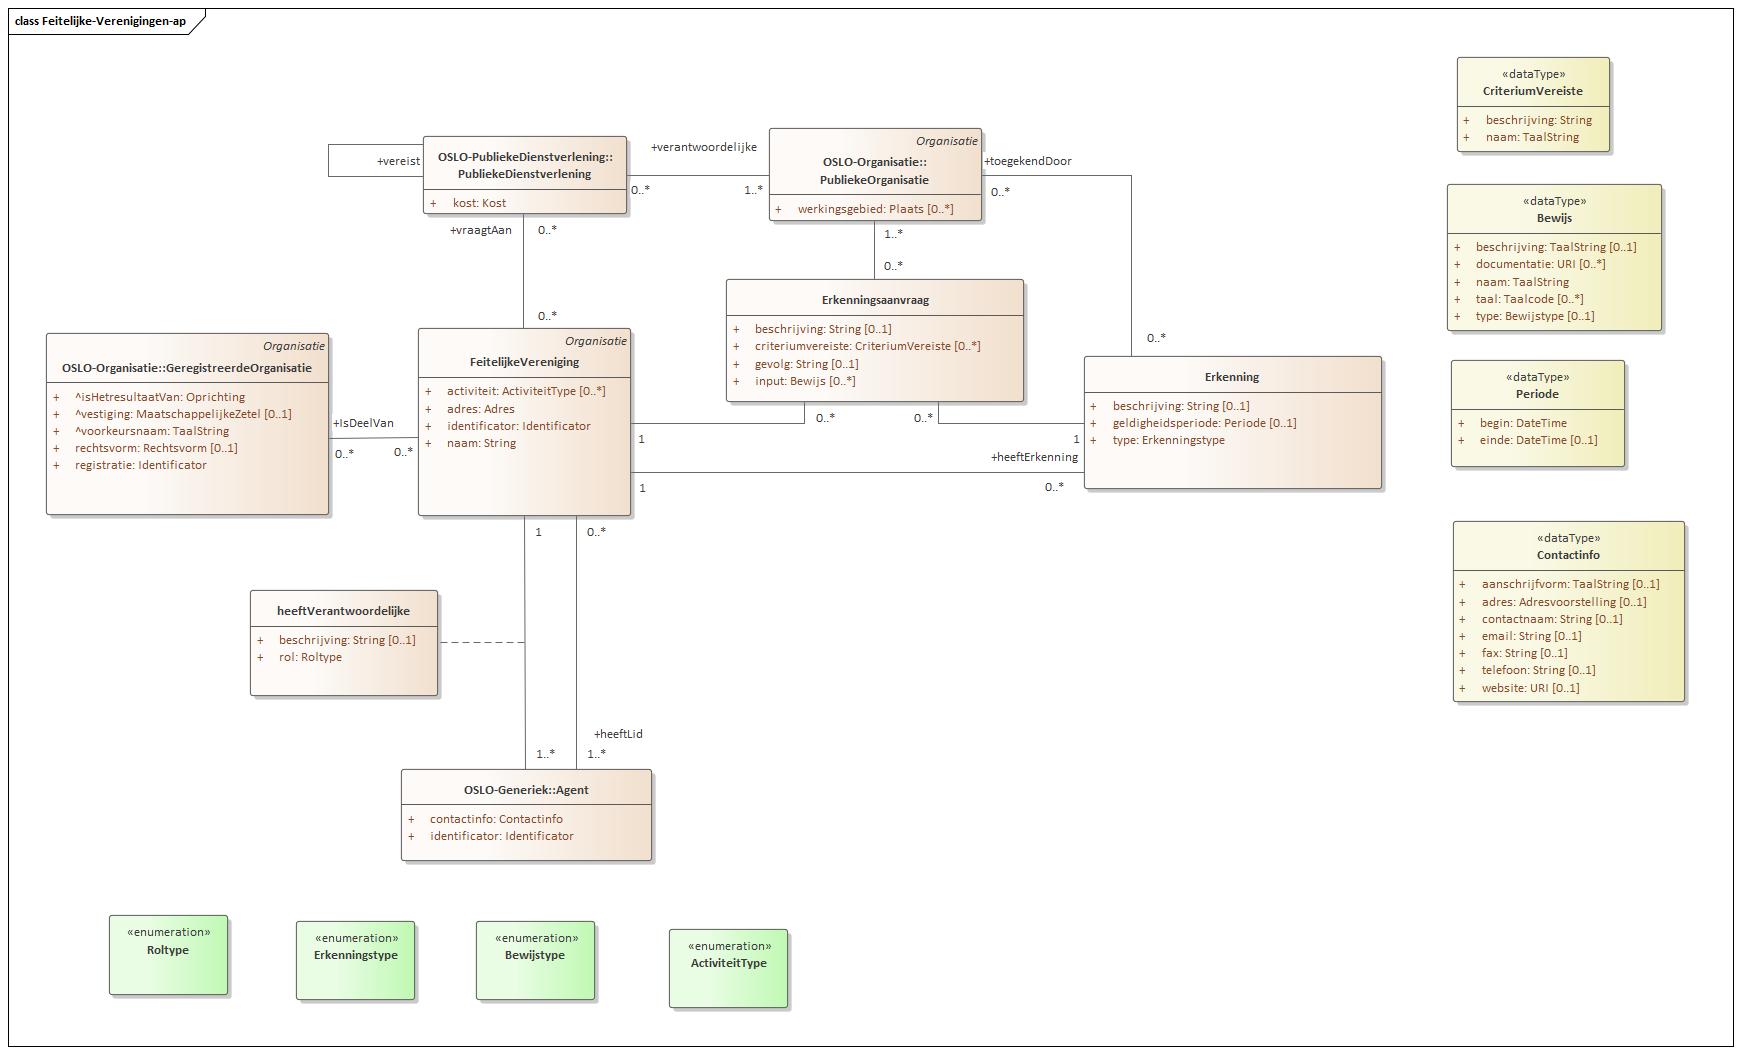 class Feitelijke-Verenigingen-ap
«dataType»
CriteriumVereiste
+ beschrijving: String
+ naam: TaalString
+vereist
OSLO-PubliekeDienstverlening::
PubliekeDienstverlening
+ kost: Kost
+verantwoordelijke
0..*
1..*
Organisatie
OSLO-Organisatie::
PubliekeOrganisatie
+ werkingsgebied: Plaats [0..*]
+toegekendDoor
0..*
«dataType»
Bewijs
+ beschrijving: TaalString [0..1]
+ documentatie: URI [0..*]
+ naam: TaalString
+ taal: Taalcode [0..*]
+ type: Bewijstype [0..1]
+vraagtAan
0..*
0..*
1..*
0..*
Erkenningsaanvraag
+ beschrijving: String [0..1]
+ criteriumvereiste: CriteriumVereiste [0..*]
+ gevolg: String [0..1]
+ input: Bewijs [0..*]
0..*
0..*
0..*
Organisatie
OSLO-Organisatie::GeregistreerdeOrganisatie
+ ^isHetresultaatVan: Oprichting
+ ^vestiging: MaatschappelijkeZetel [0..1]
+ ^voorkeursnaam: TaalString
+ rechtsvorm: Rechtsvorm [0..1]
+ registratie: Identificator
+IsDeelVan
0..*
0..*
Organisatie
FeitelijkeVereniging
+ activiteit: ActiviteitType [0..*]
+ adres: Adres
+ identificator: Identificator
+ naam: String
1
1
Erkenning
+ beschrijving: String [0..1]
+ geldigheidsperiode: Periode [0..1]
+ type: Erkenningstype
+heeftErkenning
1
0..*
«dataType»
Periode
+ begin: DateTime
+ einde: DateTime [0..1]
1
0..*
«dataType»
Contactinfo
+ aanschrijfvorm: TaalString [0..1]
+ adres: Adresvoorstelling [0..1]
+ contactnaam: String [0..1]
+ email: String [0..1]
+ fax: String [0..1]
+ telefoon: String [0..1]
+ website: URI [0..1]
heeftVerantwoordelijke
+ beschrijving: String [0..1]
+ rol: Roltype
+heeftLid
1..*
1..*
OSLO-Generiek::Agent
+ contactinfo: Contactinfo
+ identificator: Identificator
«enumeration»
Roltype
«enumeration»
Erkenningstype
«enumeration»
Bewijstype
«enumeration»
ActiviteitType